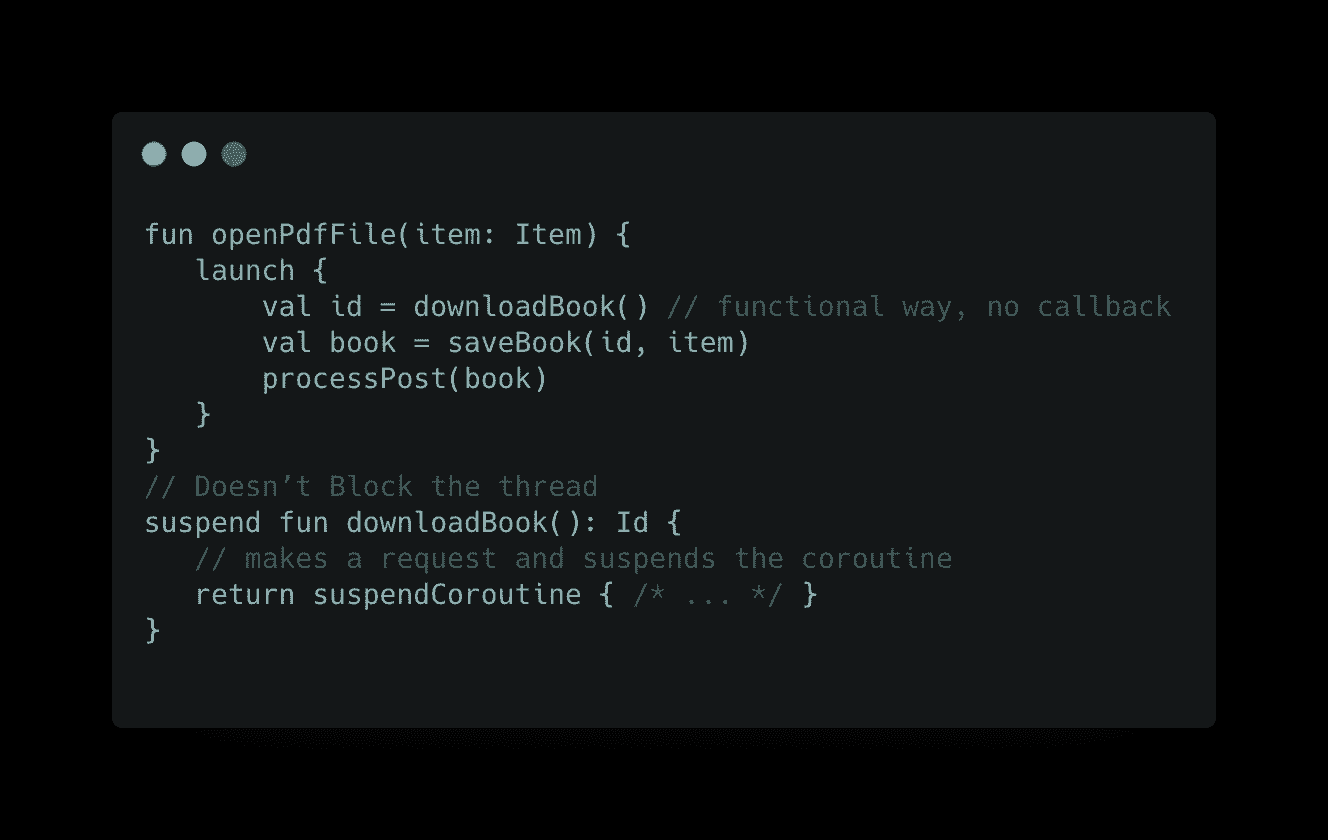 fun openPdfFile(item: Item) {
launch {
val id = downloadBook() // functional way, no callback
val book = saveBook(id, item)
processPost(book)
}
}
// Doesn’t Block the thread
suspend fun downloadBook(): Id {
// makes a request and suspends the coroutine
return suspendCoroutine { /* ... */ }
}